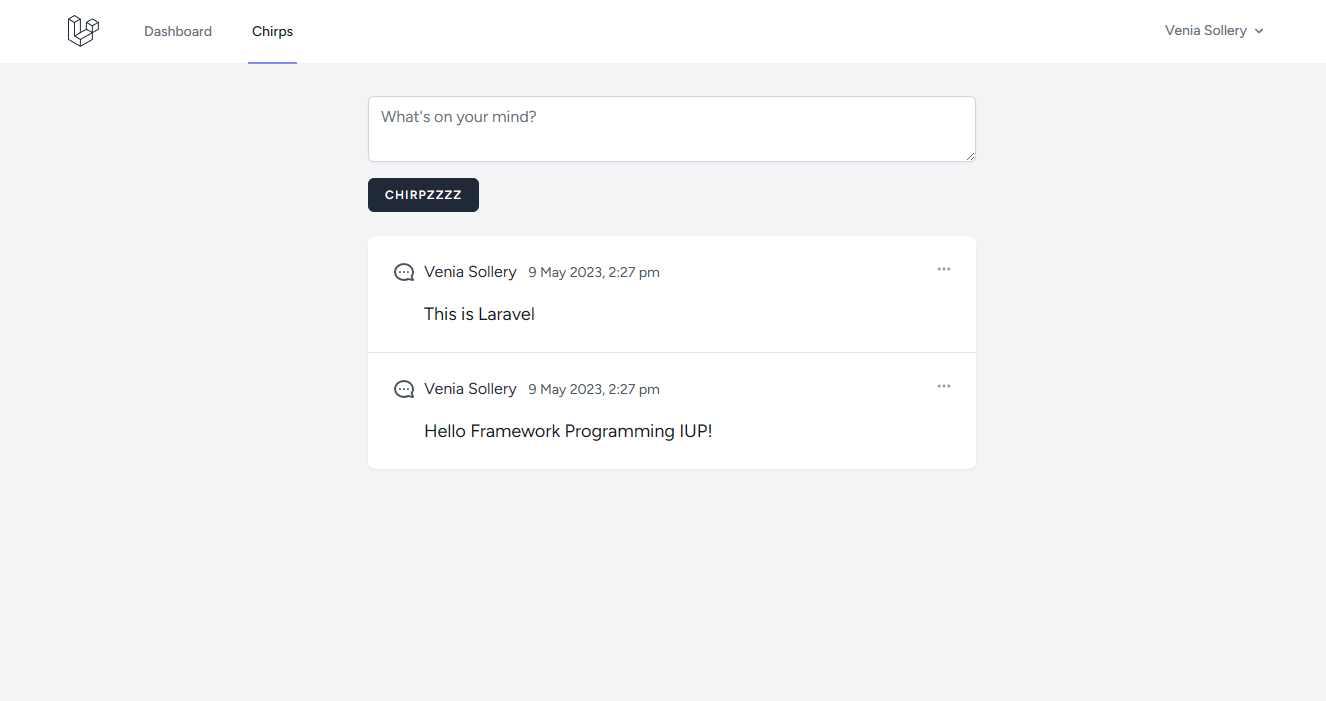 Dashboard
Chirps
Venia Sollery
What's on your mind?
CHIRPZZZZ
Venia Sollery 9 May 2023, 2:27 pm
This is Laravel
Venia Sollery 9 May 2023, 2:27 pm
Hello Framework Programming IUP!